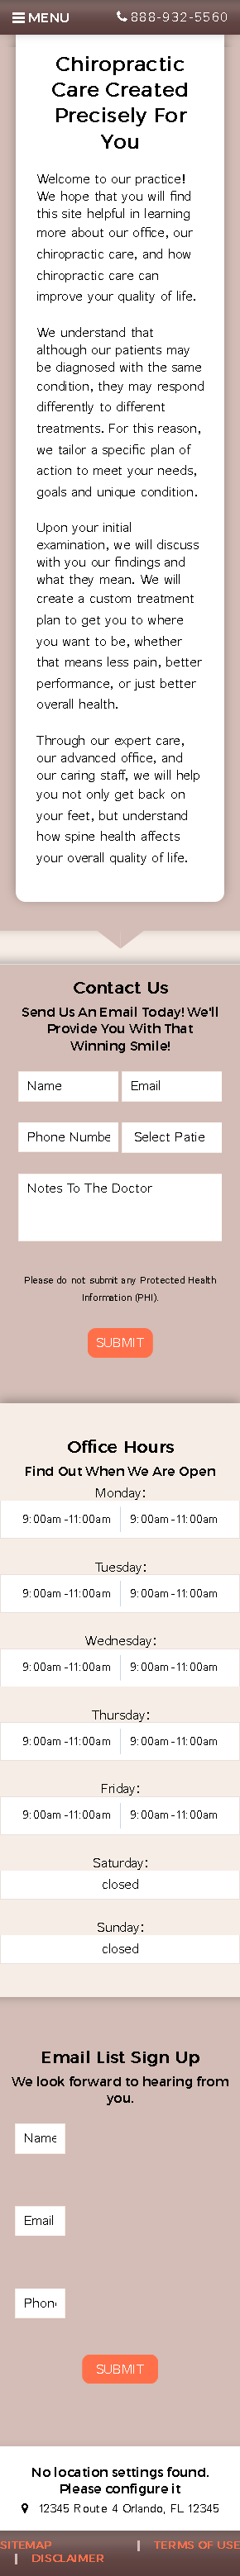 MENU 888-932-5560
Chiropractic
Care Created
Precisely For
You
Welcome to our practice!
We hope that you will find
this site helpful in learning
more about our office, our
chiropractic care, and how
chiropractic care can
improve your quality of life.
We understand that
although our patients may
be diagnosed with the same
condition, they may respond
differently to different
treatments. For this reason,
we tailor a specific plan of
action to meet your needs,
goals and unique condition.
Upon your initial
examination, we will discuss
with you our findings and
what they mean. We will
create a custom treatment
plan to get you to where
you want to be, whether
that means less pain, better
performance, or just better
overall health.
Through our expert care,
our advanced office, and
our caring staff, we will help
you not only get back on
your feet, but understand
how spine health affects
your overall quality of life.
Contact Us
Send Us An Email Today! We'll
Provide You With That
Winning Smile!
Name Email
Phone Numbe Select Patie
Notes To The Doctor
Please do not submit any Protected Health
Information (PHI).
SUBMIT
Office Hours
Find Out When We Are Open
Monday:
9:00am -11:00am 9:00am -11:00am
Tuesday:
9:00am -11:00am 9:00am -11:00am
Wednesday:
9:00am -11:00am 9:00am -11:00am
Thursday:
9:00am -11:00am 9:00am -11:00am
Friday:
9:00am -11:00am 9:00am -11:00am
Saturday:
closed
Sunday:
closed
Email List Sign Up
We look forward to hearing from
you.
Name
Email
Phon
SUBMIT
No location settings found.
Please configure it
12345 Route 4 Orlando, FL 12345
SITEMAP | TERMS OF USE
| DISCLAIMER